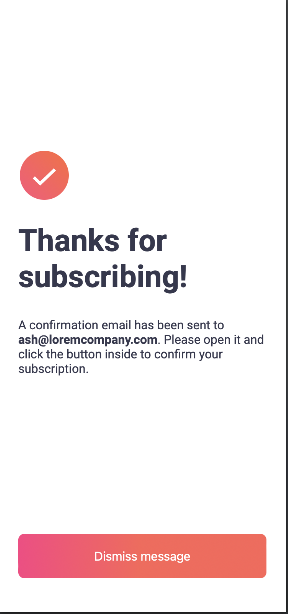 Thanks for
subscribing!
A confirmation email has been sent to
ash@loremcompany.com. Please open it and
click the button inside to confirm your
subscription.
Dismiss message